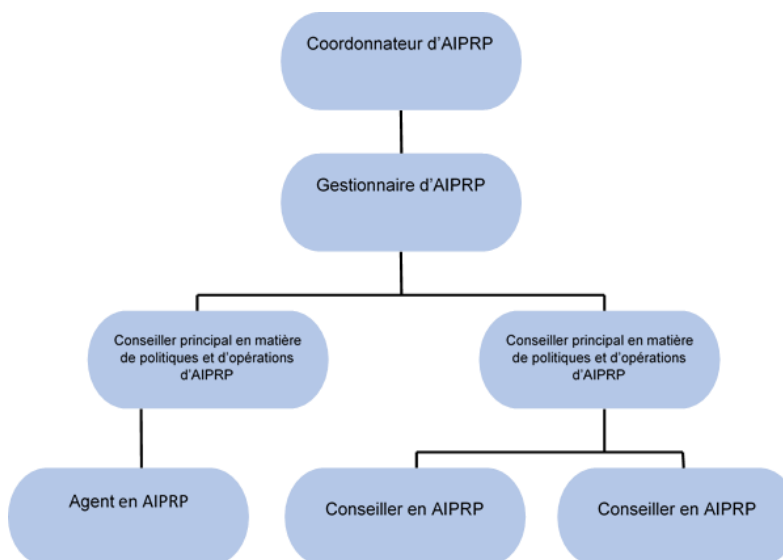 Coordonnateur d'AIPRP
Gestionnaire d'AIPRP
Conseiller principal en matière
de politiques et d'opérations
d'AIPRP
Conseiller principal en matière
de politiques et d'opérations
d'AIPRP
Agent en AIPRP
Conseiller en AIPRP
Conseiller en AIPRP